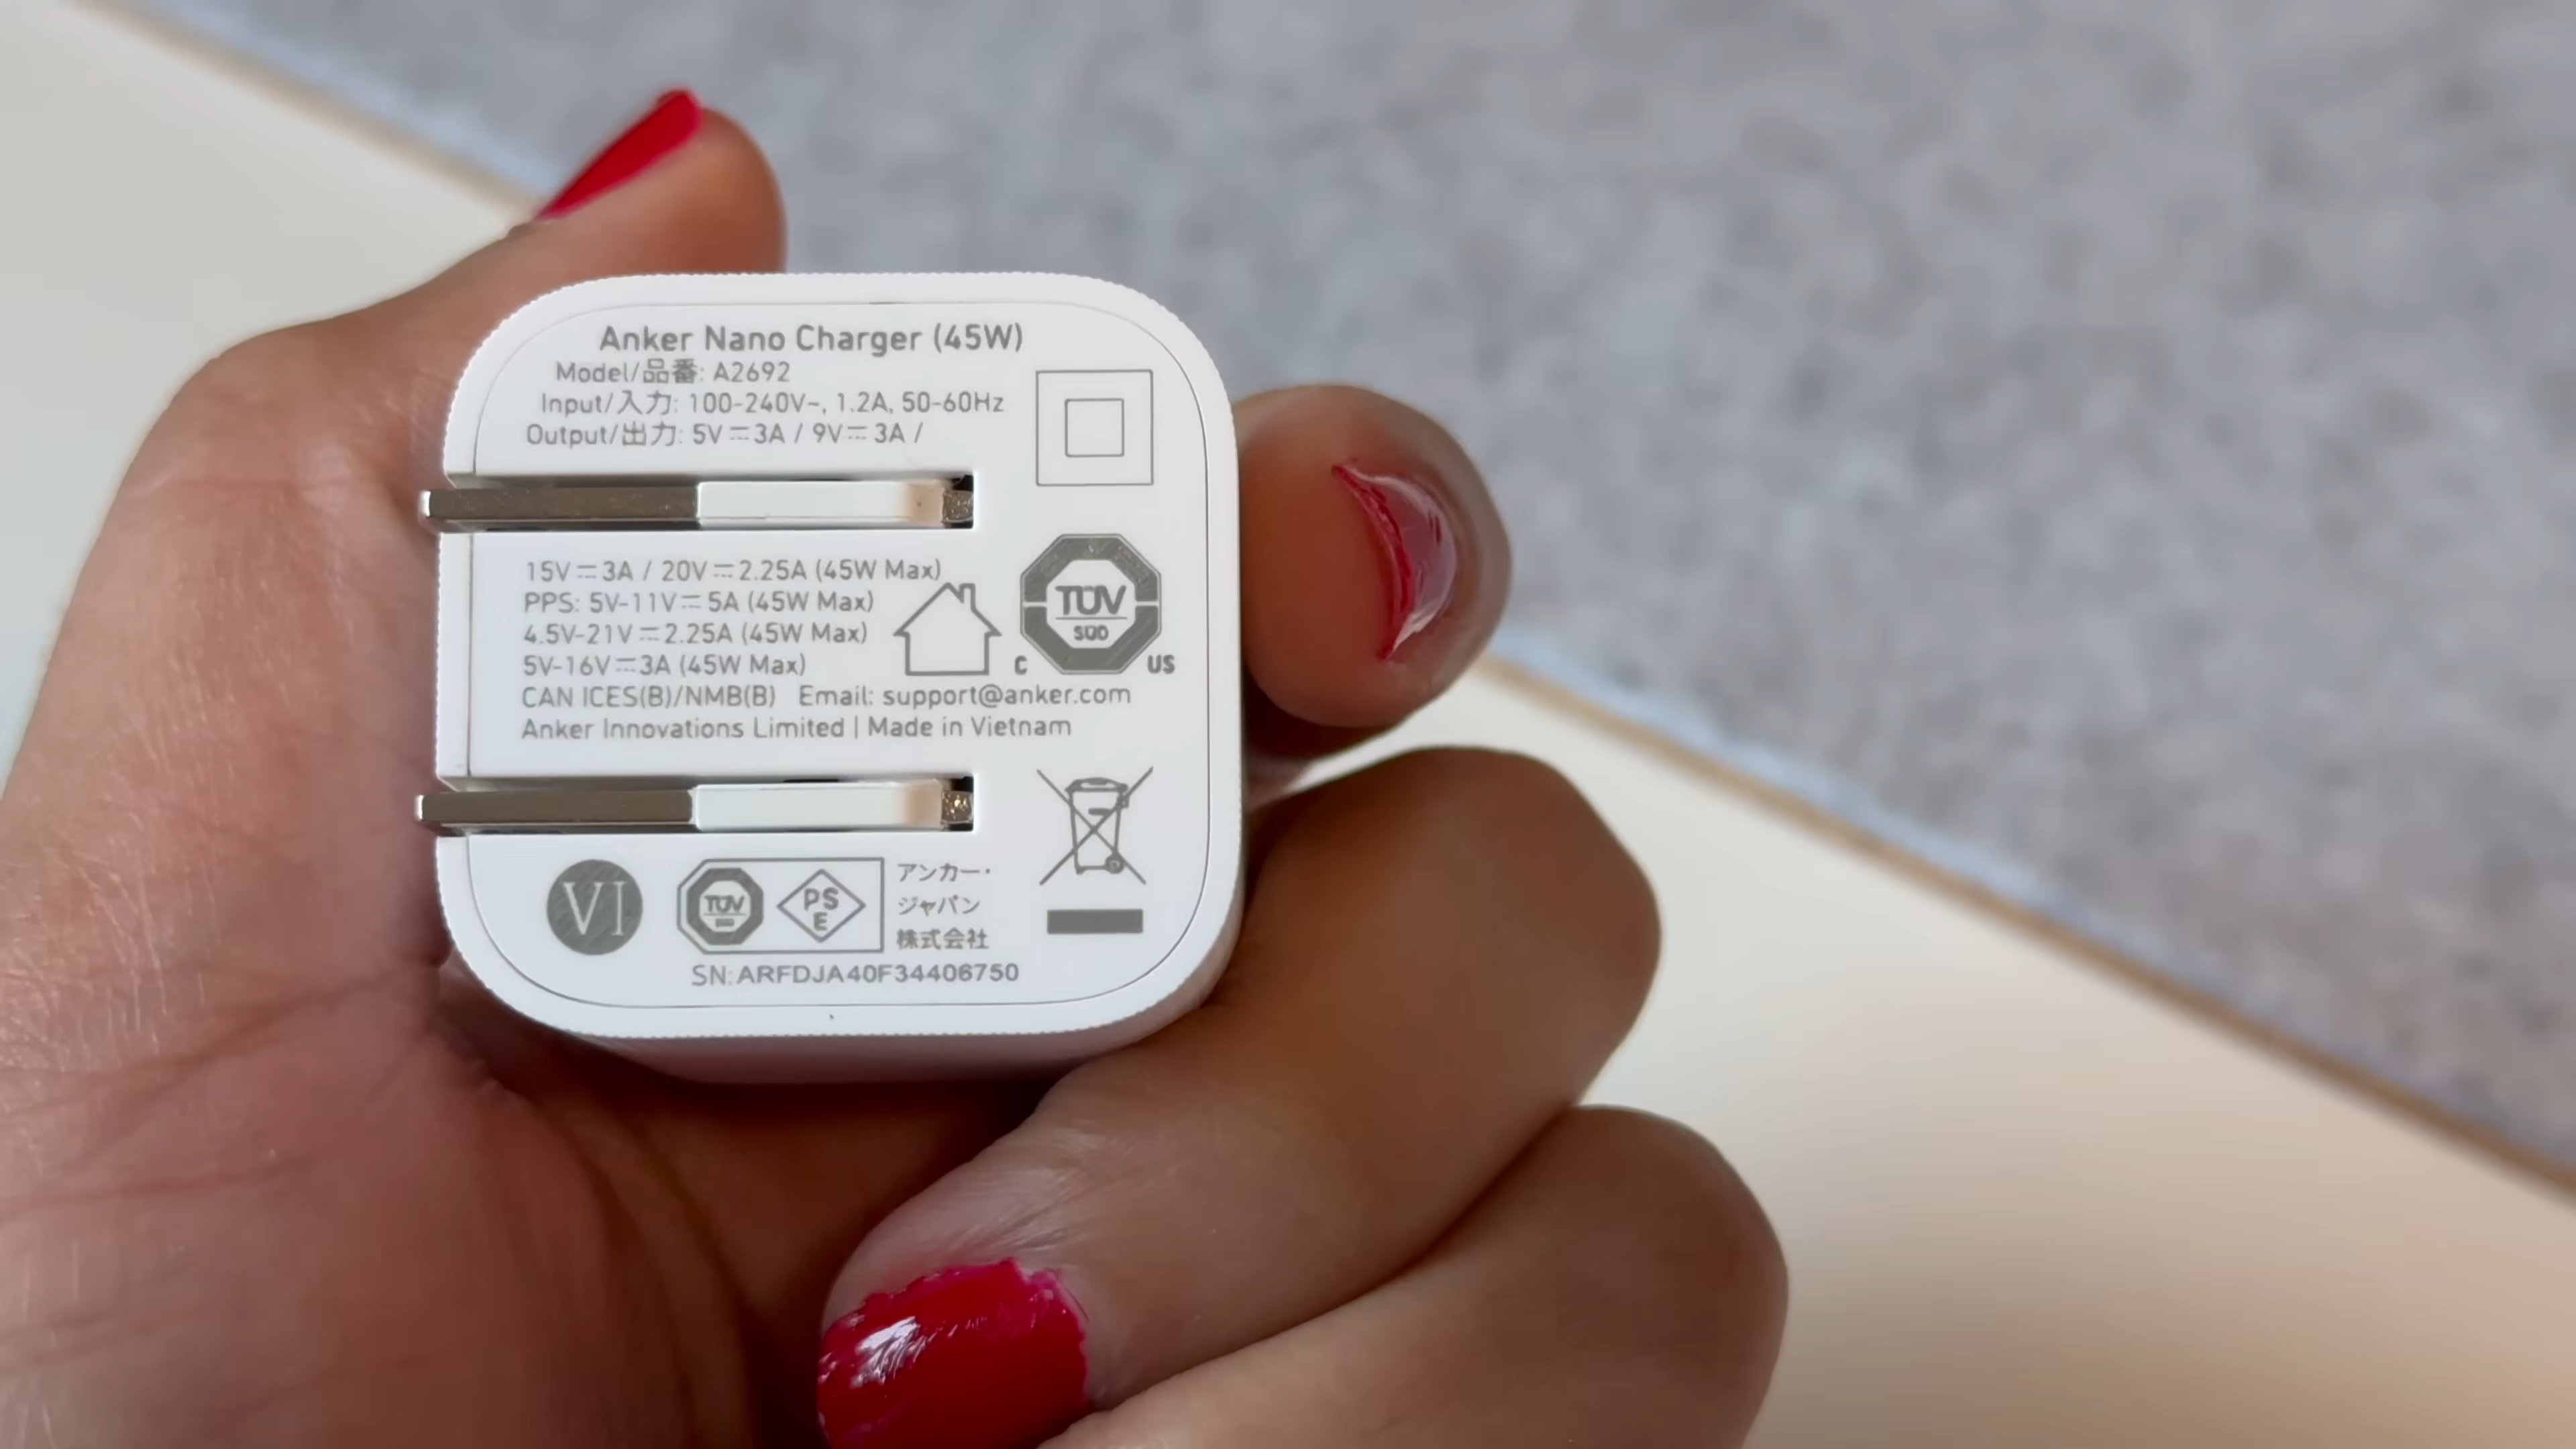 Anker Nano Charger (45W)
Model/品番: A2692
Input/入力: 100-240V~, 1.2A, 50-60Hz
Output/出力: 5V⎓3A / 9V⎓3A /
15V⎓3A / 20V⎓2.25A (45W Max)
PPS: 5V-11V⎓5A (45W Max)
4.5V-21V⎓2.25A (45W Max)
5V-16V⎓3A (45W Max)
TÜV
SÜD
C US
CAN ICES(B)/NMB(B) Email: support@anker.com
Anker Innovations Limited | Made in Vietnam
VI
TÜV
PS
E
アンカー・
ジャパン
株式会社
SN:ARFDJA40F34406750